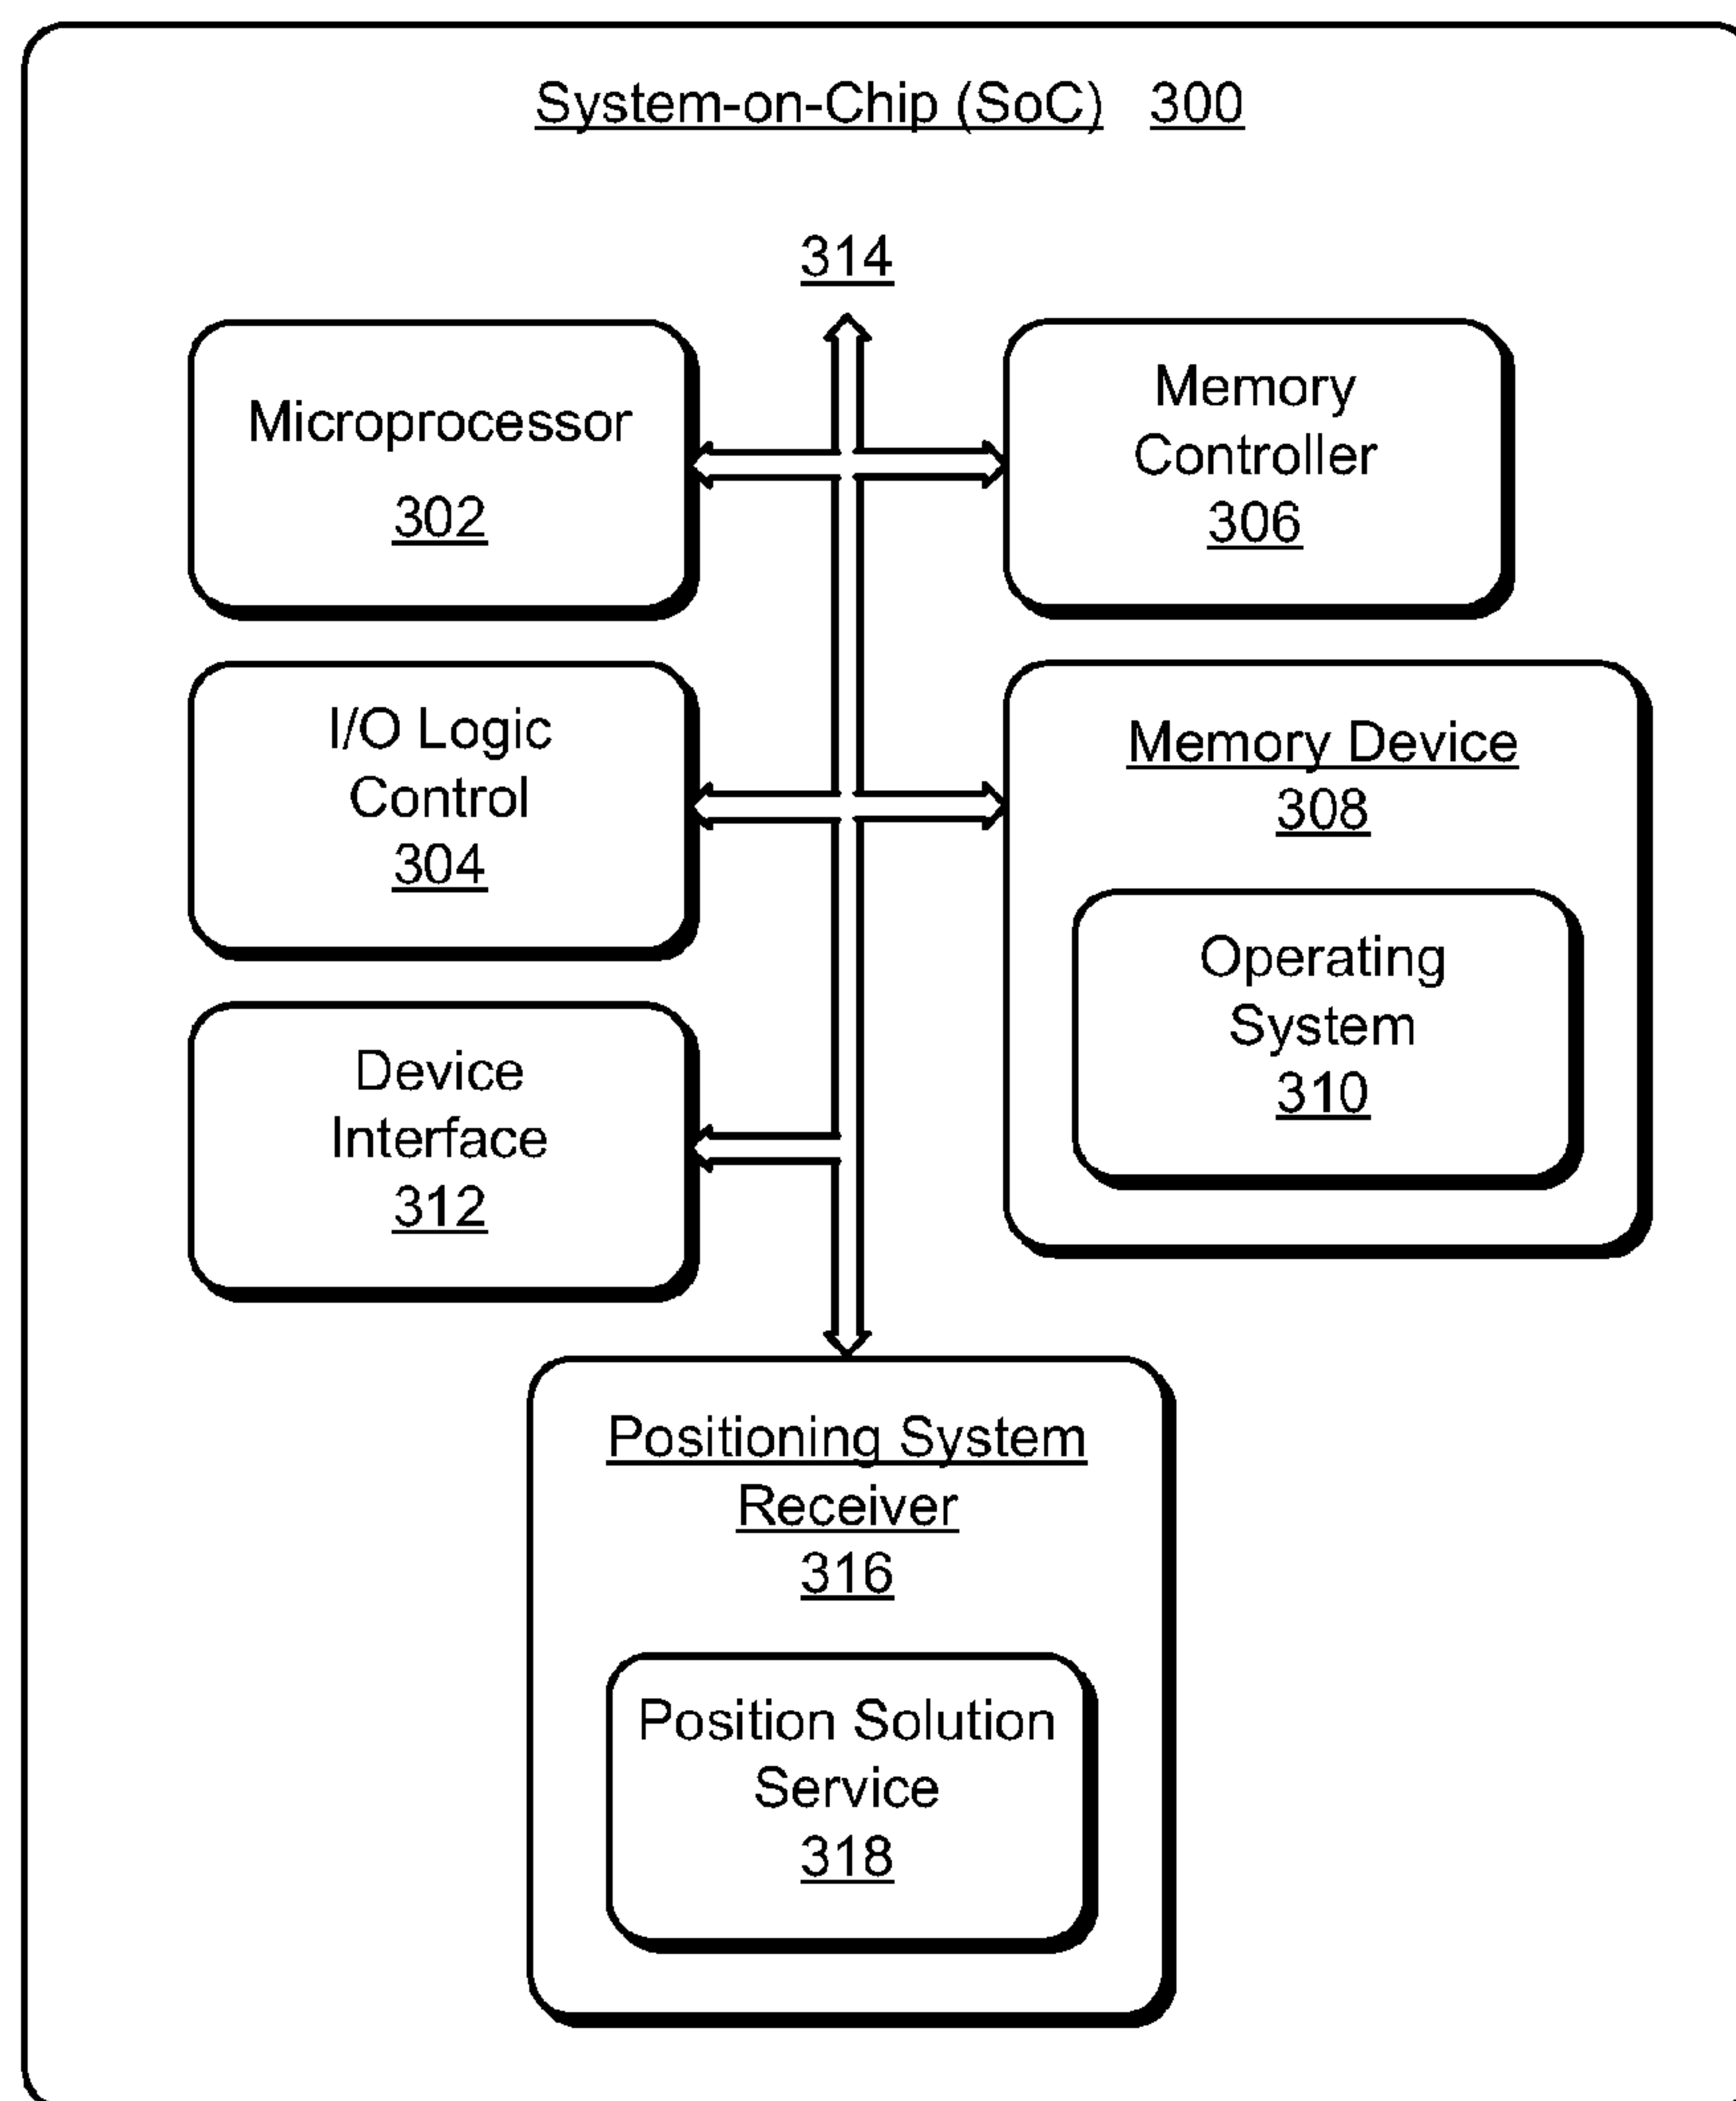 System-on-Chip (SoC) 300
314
Microprocessor
302
Memory
Controller
306
I/O Logic
Control
304
Memory Device
308
Operating
System
310
Device
Interface
312
Positioning System
Receiver
316
Position Solution
Service
318